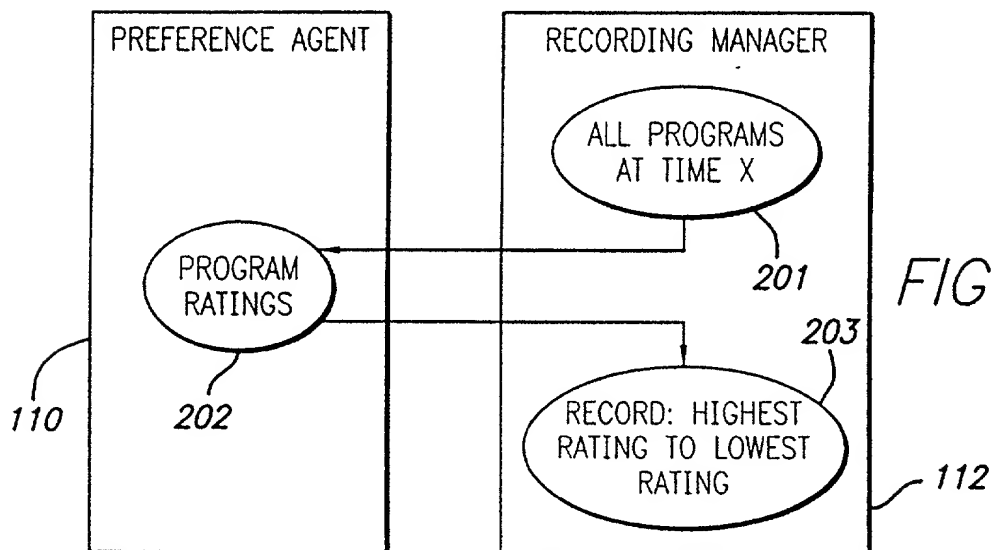 PREFERENCE AGENT
RECORDING MANAGER
ALL PROGRAMS
AT TIME X
201
PROGRAM
RATINGS
202
110
FIG
203
RECORD: HIGHEST
RATING TO LOWEST
RATING
112